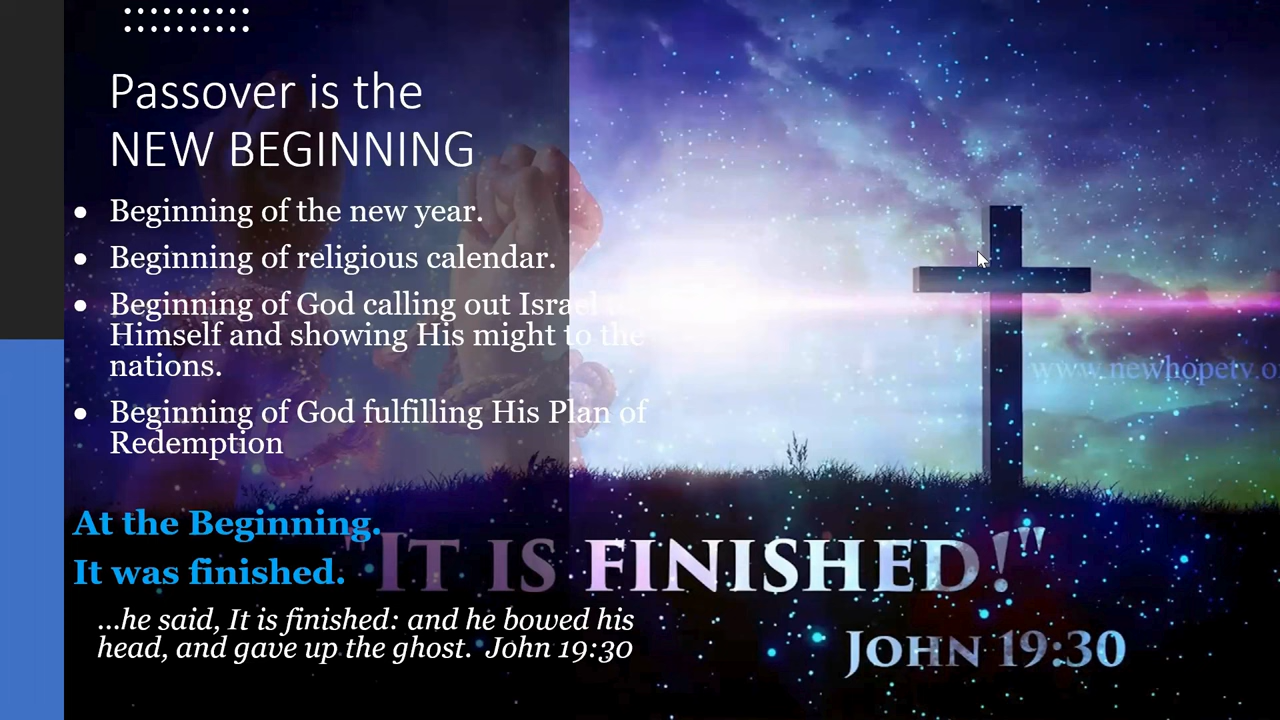 Passover is the
NEW BEGINNING
• Beginning of the new year.
• Beginning of religious calendar.
• Beginning of God calling out Israel
Himself and showing His might to the
nations.
• Beginning of God fulfilling His Plan of
Redemption
At the Beginning.
It was finished.
...he said, It is finished: and he bowed his
head, and gave up the ghost. John 19:30
www.newhopetv.o
"IT IS FINISHED!"
JOHN 19:30